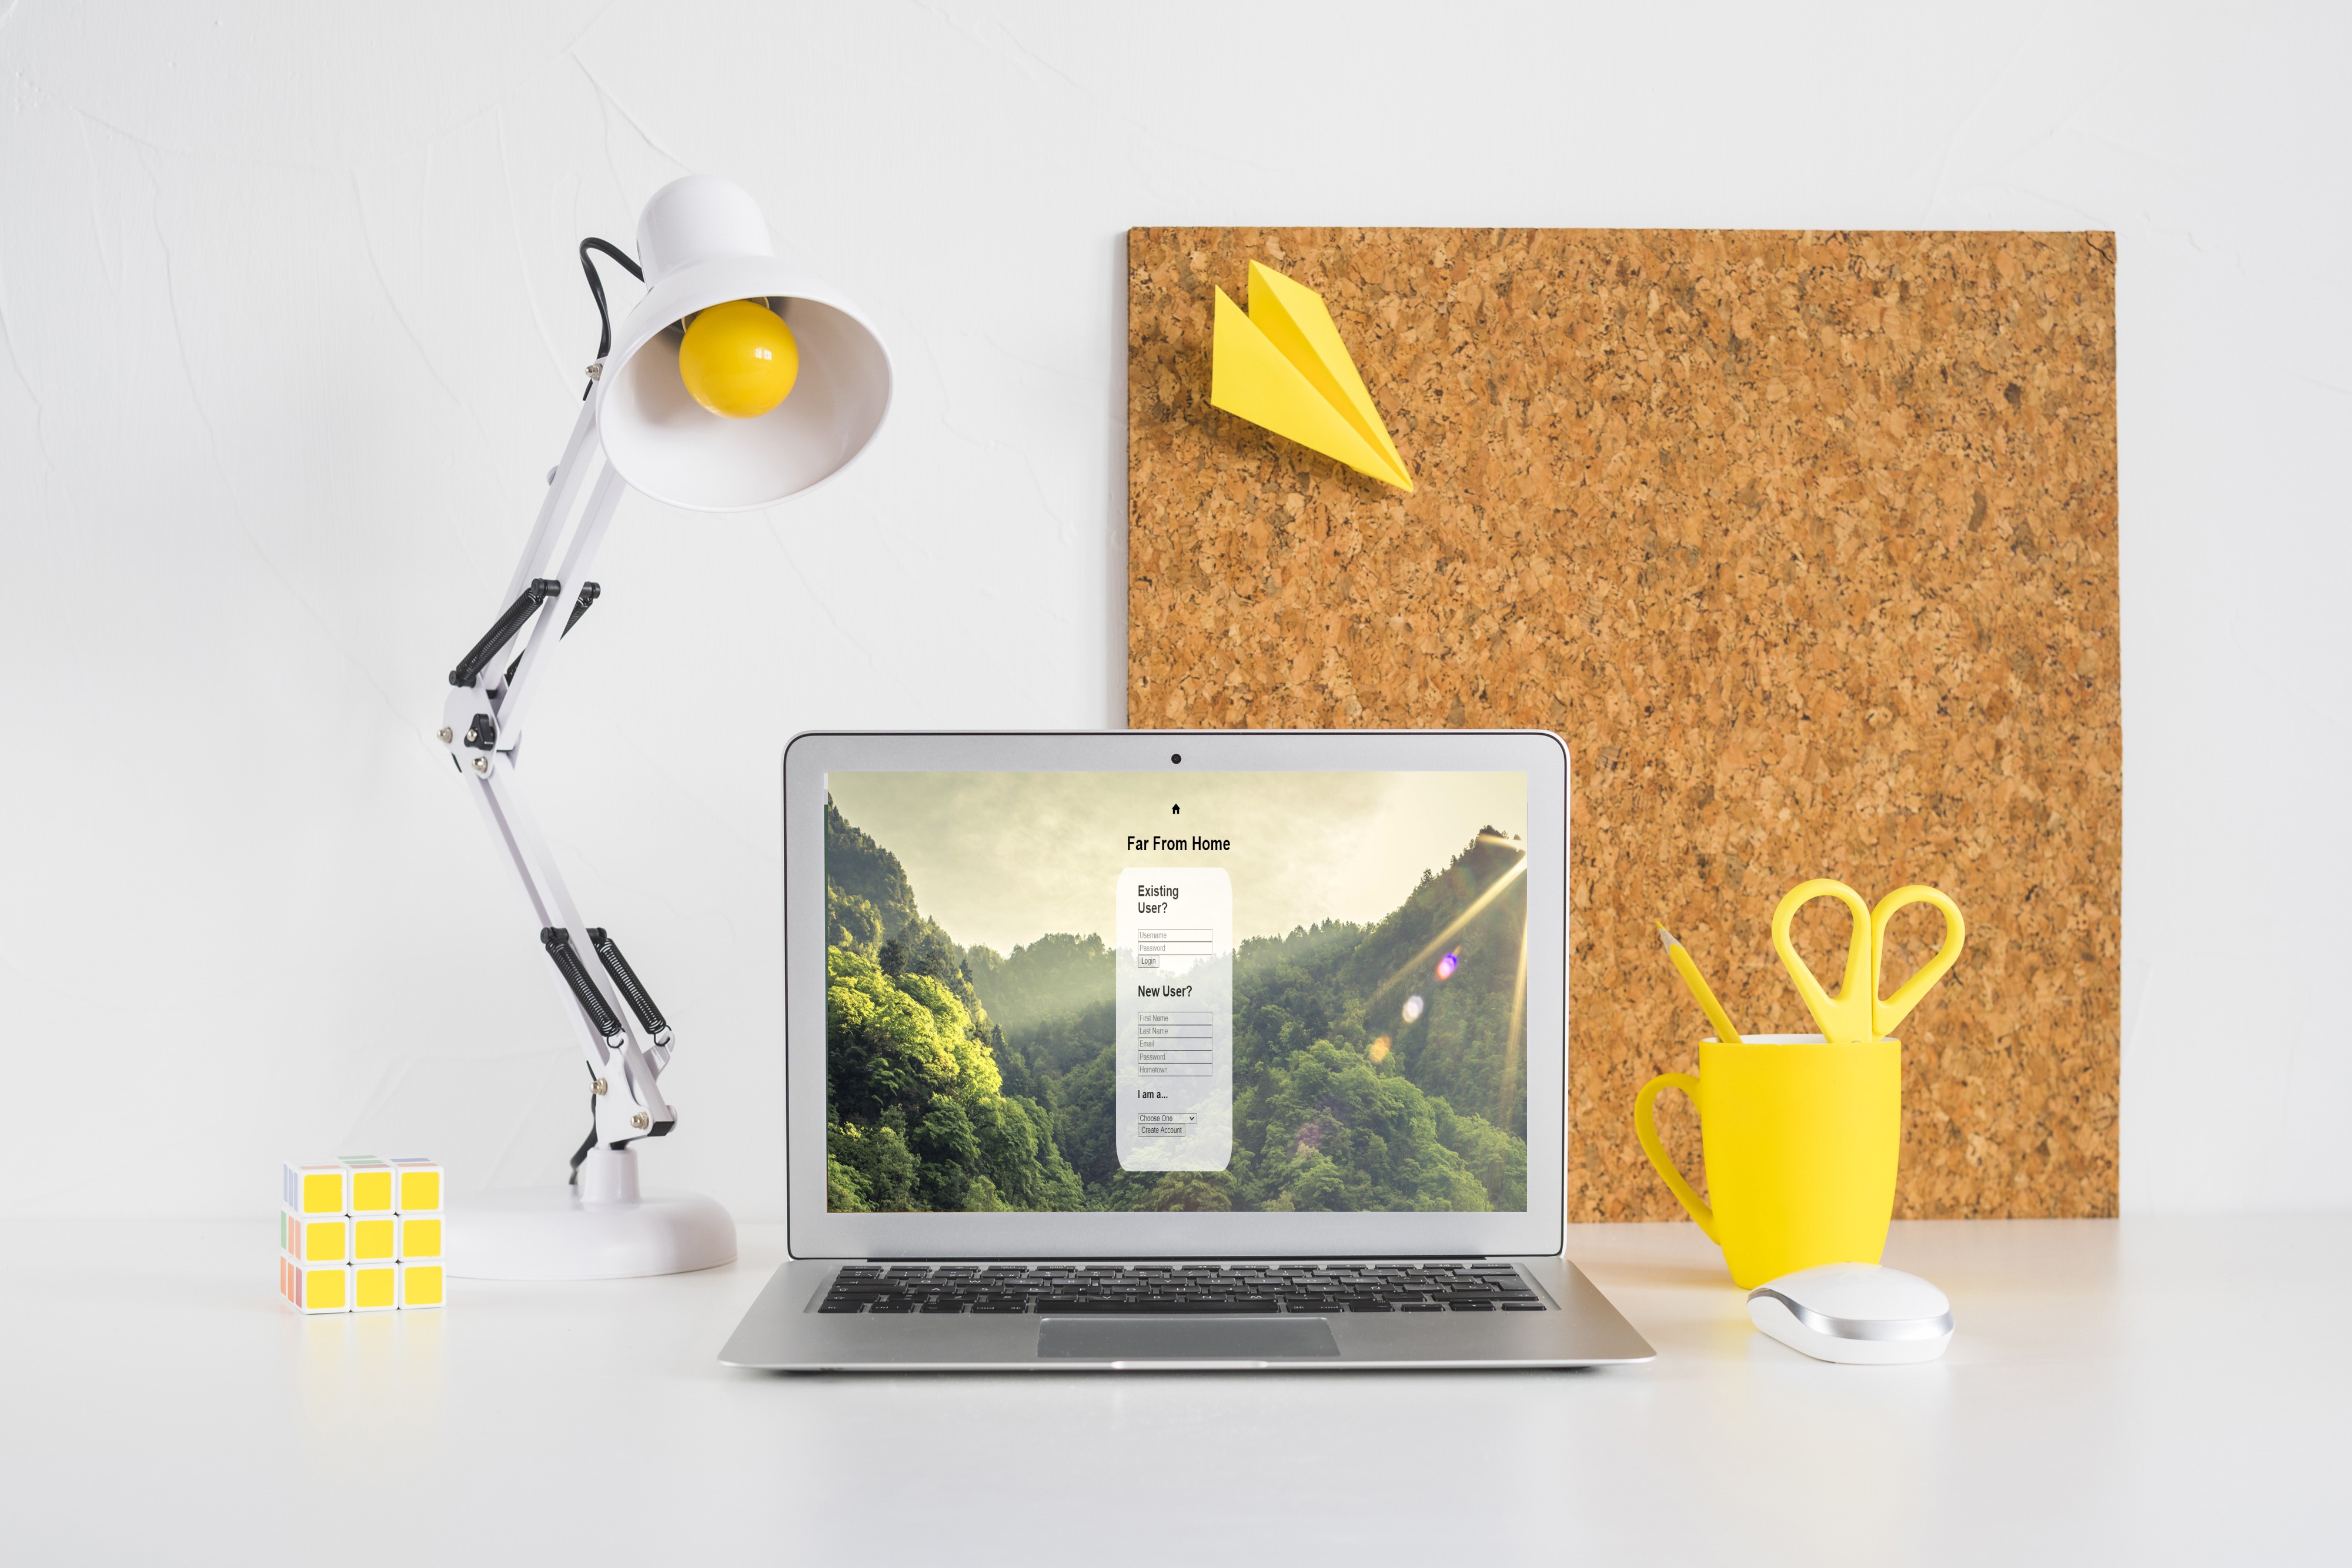 Far From Home
Existing
User?
Username
Password
Login
New User?
First Name
Last Name
Email
Password
Hometown
I am a...
Choose One
Create Account